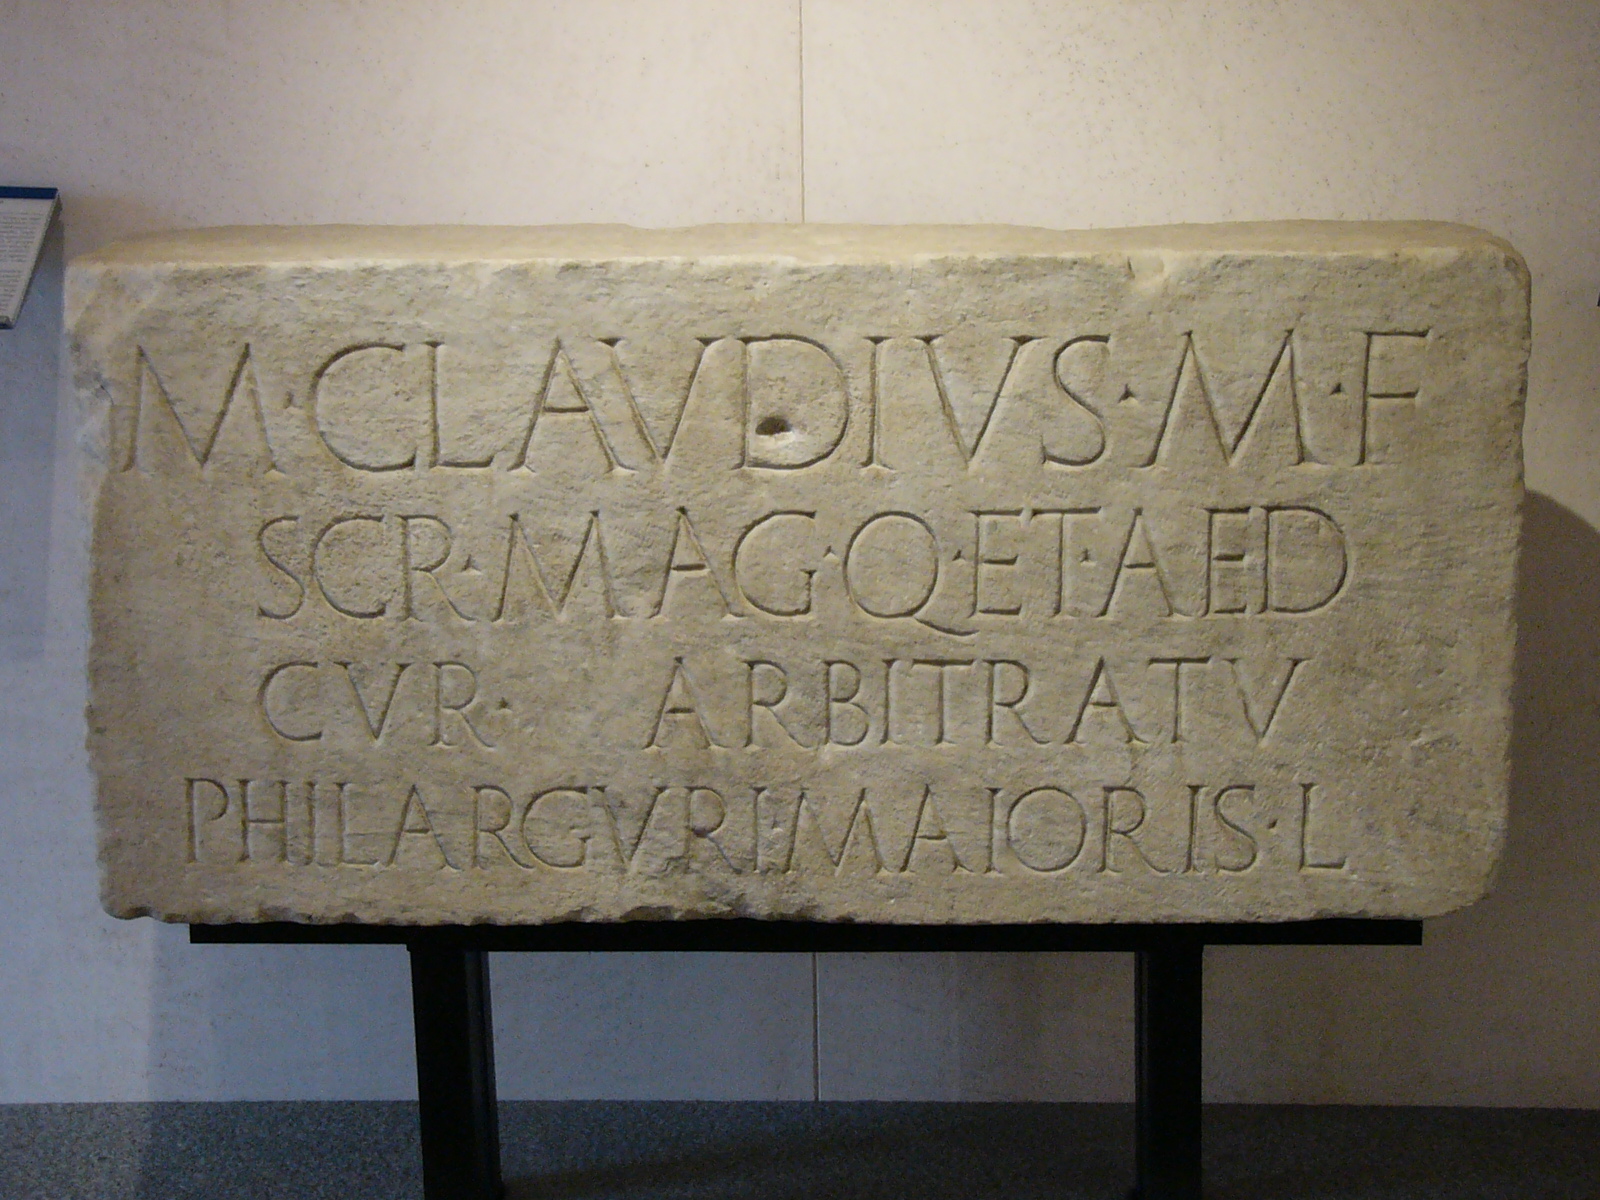 M·CLAVDIVS·M·F
SCR·MAG·Q·ET·AED
CVR· ARBITRATV
PHILARGVRI·MAIORIS·L